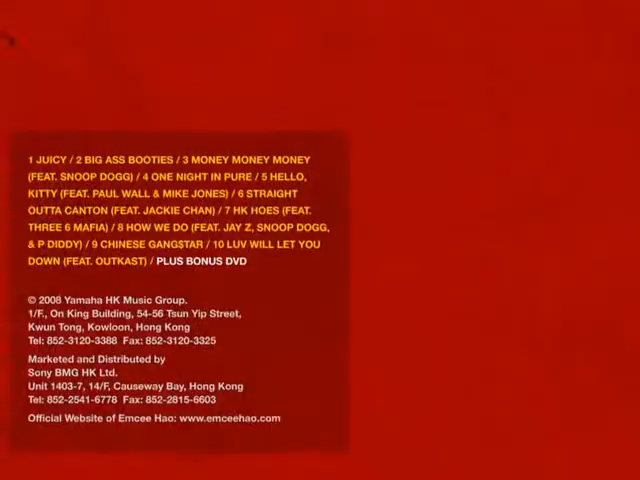 1 JUICY / 2 BIG ASS BOOTIES / 3 MONEY MONEY MONEY
(FEAT. SNOOP DOGG) / 4 ONE NIGHT IN PURE / 5 HELLO,
KITTY (FEAT. PAUL WALL & MIKE JONES) / 6 STRAIGHT
OUTTA CANTON (FEAT. JACKIE CHAN) / 7 HK HOES (FEAT.
THREE 6 MAFIA) / 8 HOW WE DO (FEAT. JAY Z, SNOOP DOGG,
& P DIDDY) / 9 CHINESE GANG$TAR / 10 LUV WILL LET YOU
DOWN (FEAT. OUTKAST) / PLUS BONUS DVD
© 2008 Yamaha HK Music Group.
1/F., On King Building, 54-56 Tsun Yip Street,
Kwun Tong, Kowloon, Hong Kong
Tel: 852-3120-3388 Fax: 852-3120-3325
Marketed and Distributed by
Sony BMG HK Ltd.
Unit 1403-7, 14/F, Causeway Bay, Hong Kong
Tel: 852-2541-6778 Fax: 852-2815-6603
Official Website of Emcee Hao: www.emceehao.com